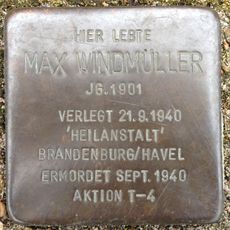 HIER LEBTE
MAX WINDMÜLLER
JG. 1901
VERLEGT 21.9.1940
'HEILANSTALT'
BRANDENBURG/HAVEL
ERMORDET SEPT. 1940
AKTION T-4